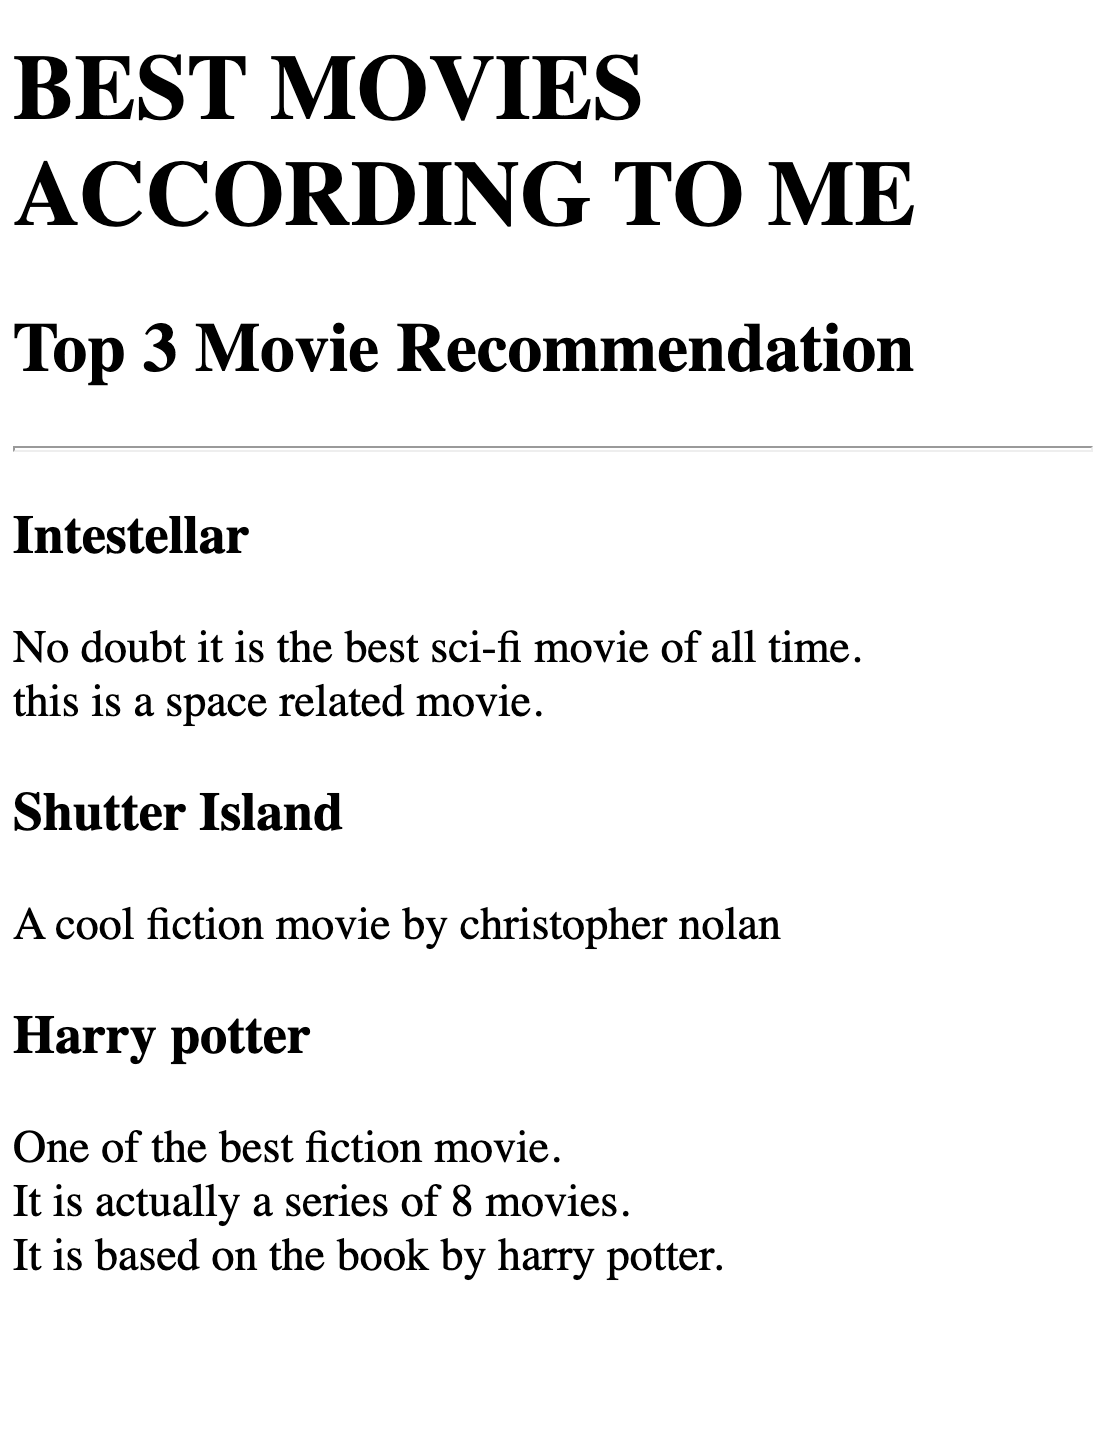 BEST MOVIES
ACCORDING TO ME
Top 3 Movie Recommendation
Intestellar
No doubt it is the best sci-fi movie of all time.
this is a space related movie.
Shutter Island
A cool fiction movie by christopher nolan
Harry potter
One of the best fiction movie.
It is actually a series of 8 movies.
It is based on the book by harry potter.